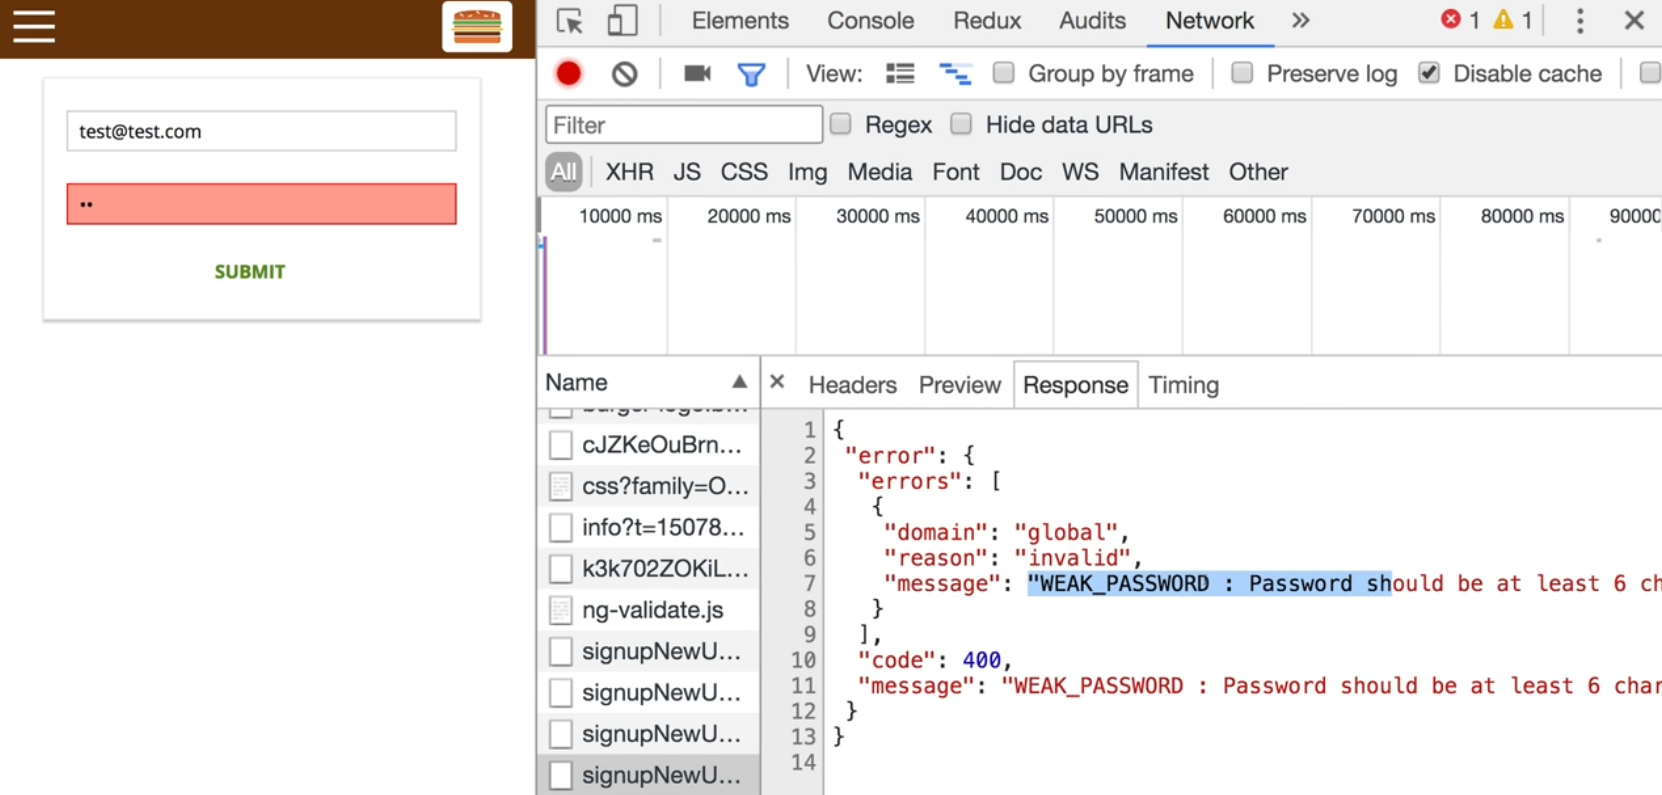 test@test.com
••
SUBMIT
Elements Console Redux Audits Network » 1 1
View: Group by frame Preserve log Disable cache
Filter Regex Hide data URLs
All XHR JS CSS Img Media Font Doc WS Manifest Other
10000 ms 20000 ms 30000 ms 40000 ms 50000 ms 60000 ms 70000 ms 80000 ms 90000
Name
cJZKeOuBrn...
css?family=O...
info?t=15078...
k3k702ZOKiL...
ng-validate.js
signupNewU...
signupNewU...
signupNewU...
signupNewU...
Headers Preview Response Timing
1 {
2 "error": {
3 "errors": [
4 {
5 "domain": "global",
6 "reason": "invalid",
7 "message": "WEAK_PASSWORD : Password should be at least 6 ch
8 }
9 ],
10 "code": 400,
11 "message": "WEAK_PASSWORD : Password should be at least 6 char
12 }
13 }
14